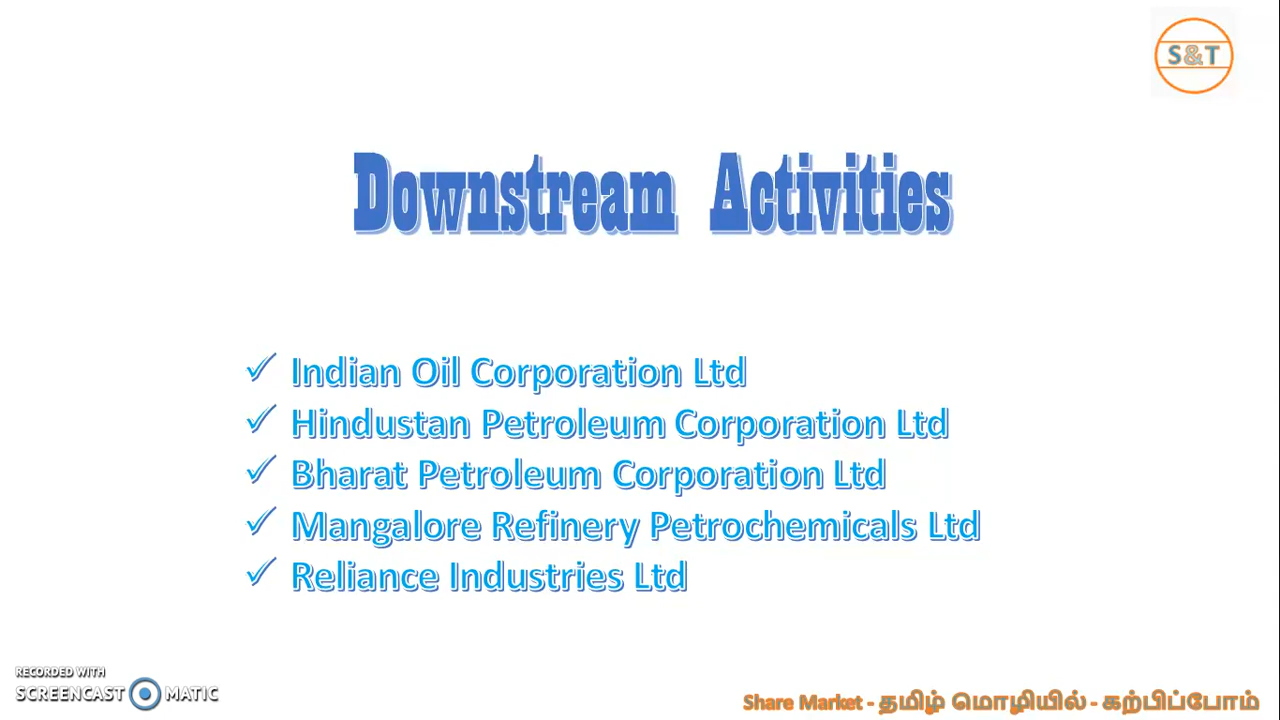 S&T
Downstream Activities
✓ Indian Oil Corporation Ltd
✓ Hindustan Petroleum Corporation Ltd
✓ Bharat Petroleum Corporation Ltd
✓ Mangalore Refinery Petrochemicals Ltd
✓ Reliance Industries Ltd
RECORDED WITH
SCREENCAST MATIC
Share Market - தமிழ் மொழியில் - கற்பிப்போம்